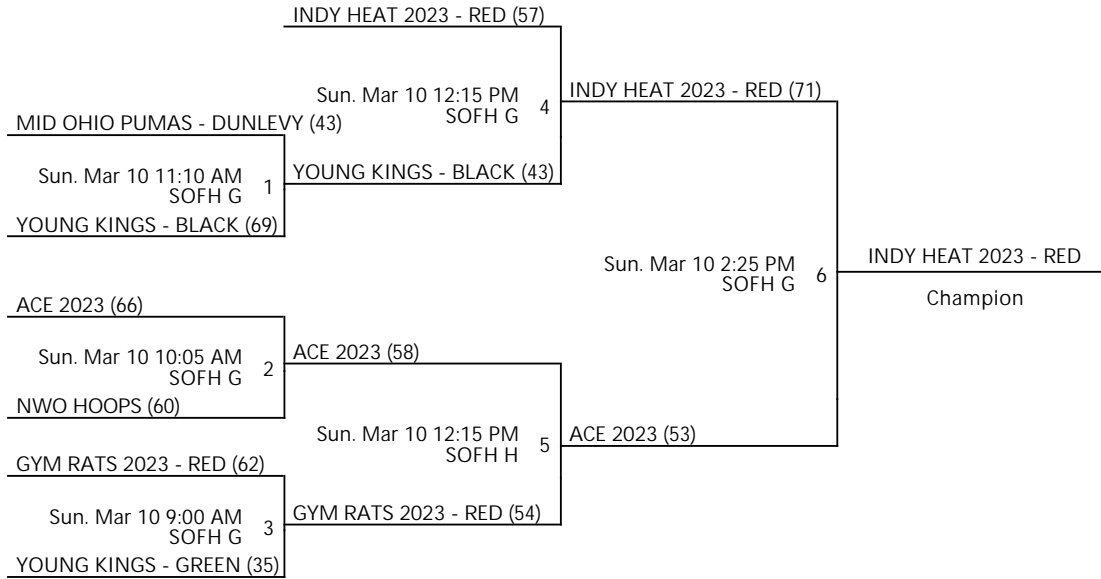 INDY HEAT 2023 - RED (57)
Sun. Mar 10 12:15 PM
SOFH G
4
INDY HEAT 2023 - RED (71)
MID OHIO PUMAS - DUNLEVY (43)
Sun. Mar 10 11:10 AM
SOFH G
1
YOUNG KINGS - BLACK (43)
YOUNG KINGS - BLACK (69)
Sun. Mar 10 2:25 PM
SOFH G
6
INDY HEAT 2023 - RED
Champion
ACE 2023 (66)
Sun. Mar 10 10:05 AM
SOFH G
2
ACE 2023 (58)
NWO HOOPS (60)
Sun. Mar 10 12:15 PM
SOFH H
5
ACE 2023 (53)
GYM RATS 2023 - RED (62)
Sun. Mar 10 9:00 AM
SOFH G
3
GYM RATS 2023 - RED (54)
YOUNG KINGS - GREEN (35)